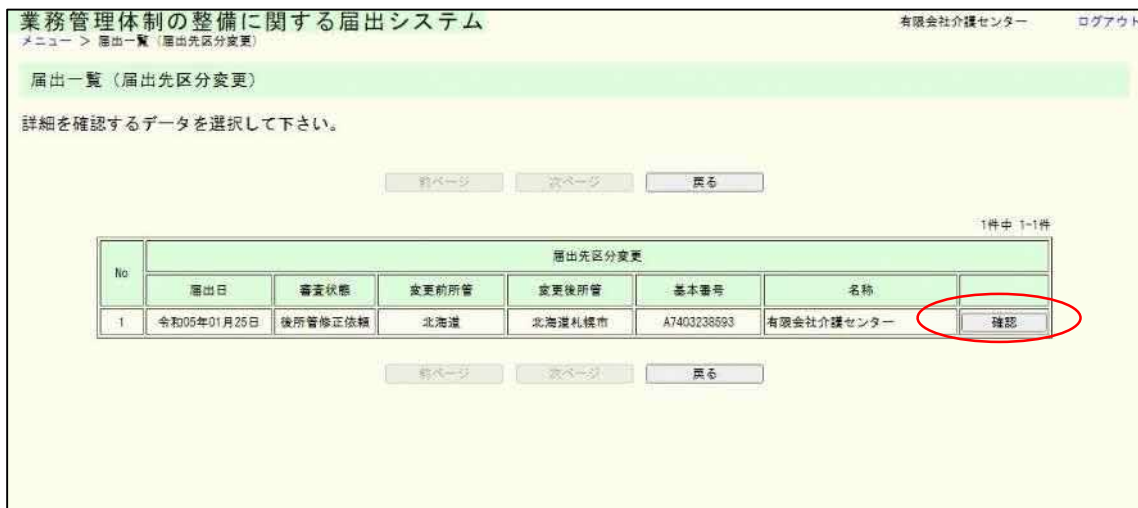 業務管理体制の整備に関する届出システム
有限会社介護センター
ログアウト
メニュー > 届出一覧（届出先区分変更）
届出一覧（届出先区分変更）
詳細を確認するデータを選択して下さい。
前ページ 次ページ 戻る
1件中 1-1件
No 届出先区分変更
届出日 審査状態 変更前所管 変更後所管 基本番号 名称
1 令和05年01月25日 後所管修正依頼 北海道 北海道札幌市 A7403238593 有限会社介護センター 確認
前ページ 次ページ 戻る